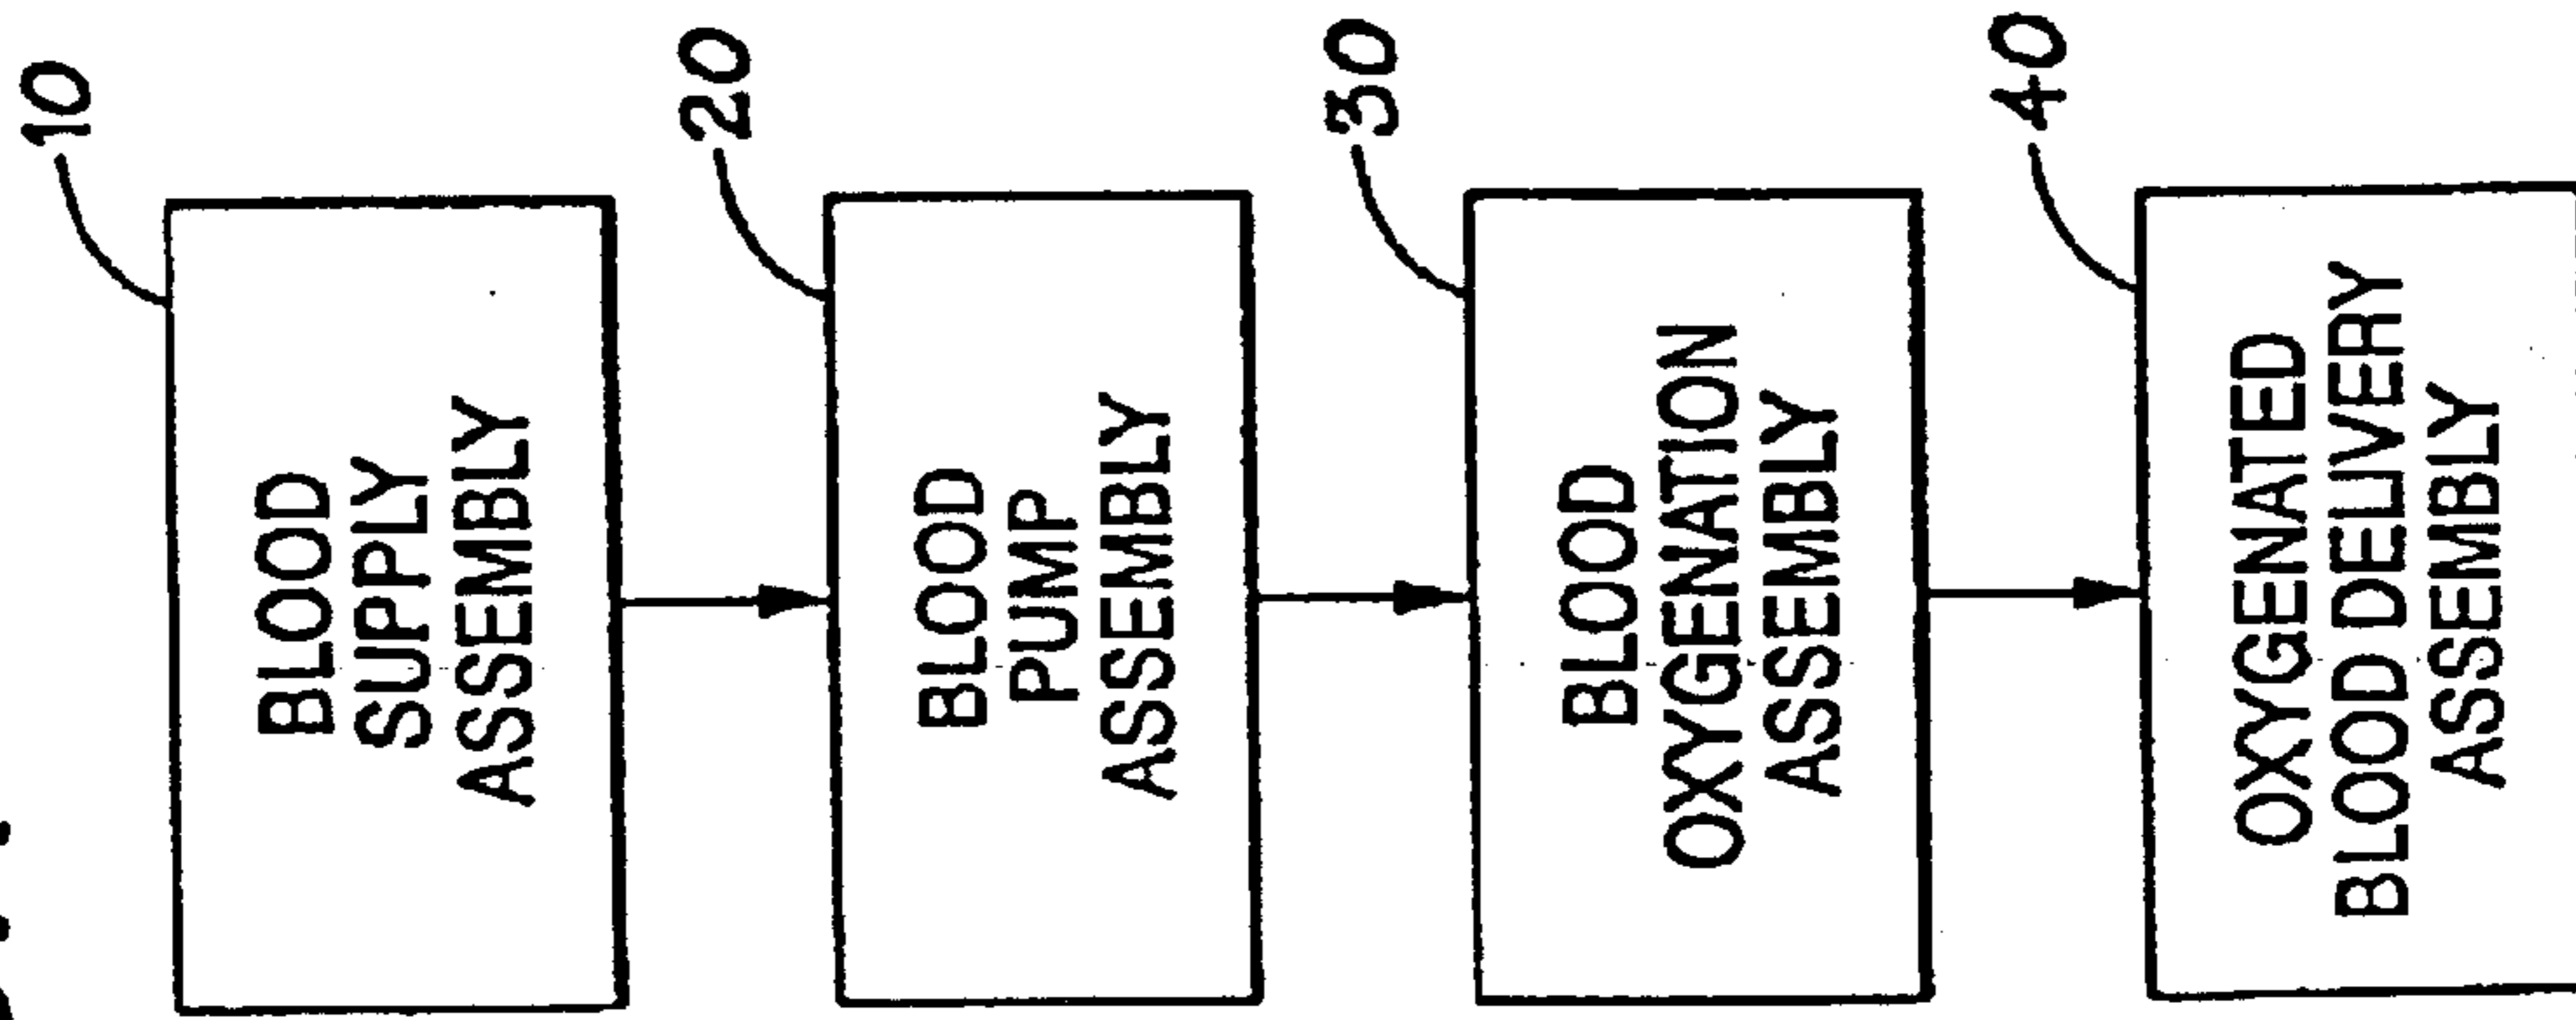 10
BLOOD
SUPPLY
ASSEMBLY
20
BLOOD
PUMP
ASSEMBLY
30
BLOOD
OXYGENATION
ASSEMBLY
40
OXYGENATED
BLOOD DELIVERY
ASSEMBLY